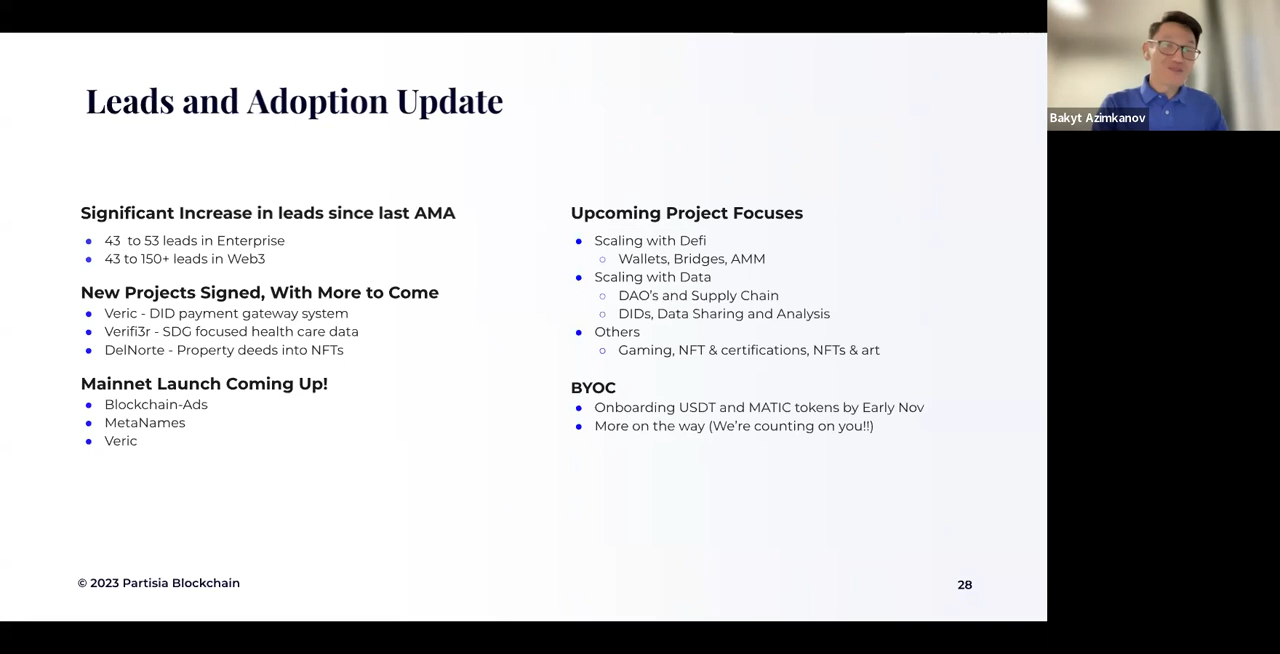 Leads and Adoption Update
Significant Increase in leads since last AMA
43  to 53 leads in Enterprise
43 to 150+ leads in Web3
New Projects Signed, With More to Come
Veric - DID payment gateway system
Verifi3r - SDG focused health care data
DelNorte - Property deeds into NFTs
Mainnet Launch Coming Up!
Blockchain-Ads
MetaNames
Veric
Upcoming Project Focuses
Scaling with Defi
Wallets, Bridges, AMM
Scaling with Data
DAO's and Supply Chain
DIDs, Data Sharing and Analysis
Others
Gaming, NFT & certifications, NFTs & art
BYOC
Onboarding USDT and MATIC tokens by Early Nov
More on the way (We're counting on you!!)
© 2023 Partisia Blockchain
28
Bakyt Azimkanov